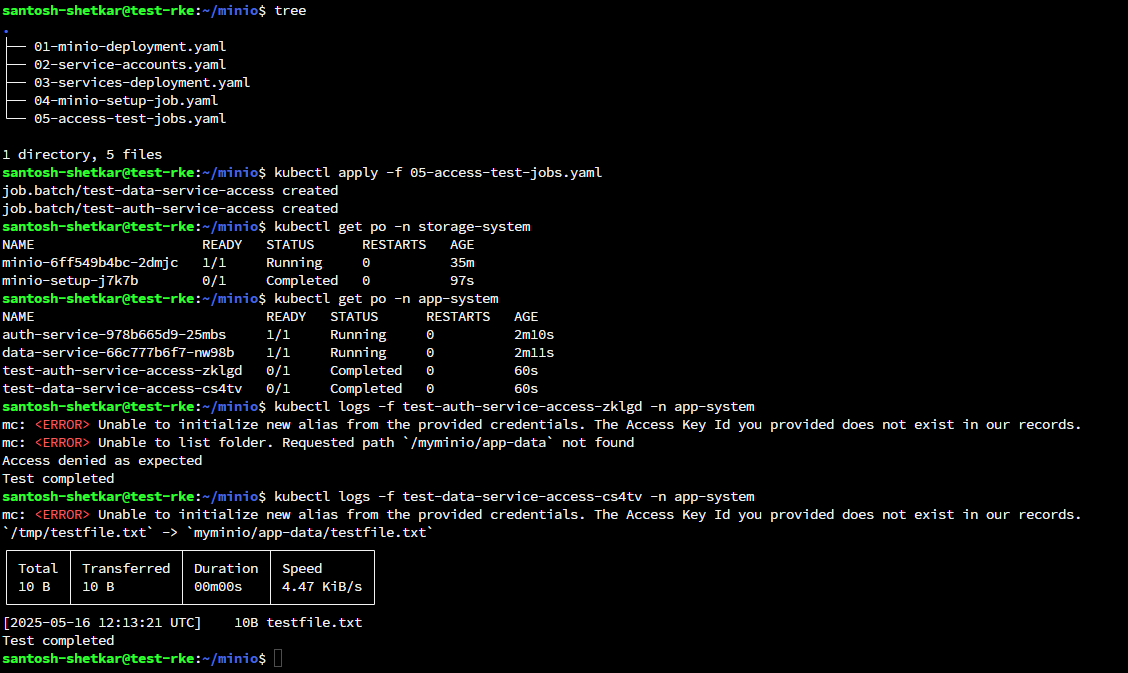 santosh-shetkar@test-rke:~/minio$ tree
.
├── 01-minio-deployment.yaml
├── 02-service-accounts.yaml
├── 03-services-deployment.yaml
├── 04-minio-setup-job.yaml
└── 05-access-test-jobs.yaml
1 directory, 5 files
santosh-shetkar@test-rke:~/minio$ kubectl apply -f 05-access-test-jobs.yaml
job.batch/test-data-service-access created
job.batch/test-auth-service-access created
santosh-shetkar@test-rke:~/minio$ kubectl get po -n storage-system
NAME READY STATUS RESTARTS AGE
minio-6ff549b4bc-2dmjc 1/1 Running 0 35m
minio-setup-j7k7b 0/1 Completed 0 97s
santosh-shetkar@test-rke:~/minio$ kubectl get po -n app-system
NAME READY STATUS RESTARTS AGE
auth-service-978b665d9-25mbs 1/1 Running 0 2m10s
data-service-66c777b6f7-nw98b 1/1 Running 0 2m11s
test-auth-service-access-zklgd 0/1 Completed 0 60s
test-data-service-access-cs4tv 0/1 Completed 0 60s
santosh-shetkar@test-rke:~/minio$ kubectl logs -f test-auth-service-access-zklgd -n app-system
mc: <ERROR> Unable to initialize new alias from the provided credentials. The Access Key Id you provided does not exist in our records.
mc: <ERROR> Unable to list folder. Requested path `/myminio/app-data` not found
Access denied as expected
Test completed
santosh-shetkar@test-rke:~/minio$ kubectl logs -f test-data-service-access-cs4tv -n app-system
mc: <ERROR> Unable to initialize new alias from the provided credentials. The Access Key Id you provided does not exist in our records.
`/tmp/testfile.txt` -> `myminio/app-data/testfile.txt`
Total Transferred Duration Speed
10 B 10 B 00m00s 4.47 KiB/s
[2025-05-16 12:13:21 UTC] 10B testfile.txt
Test completed
santosh-shetkar@test-rke:~/minio$